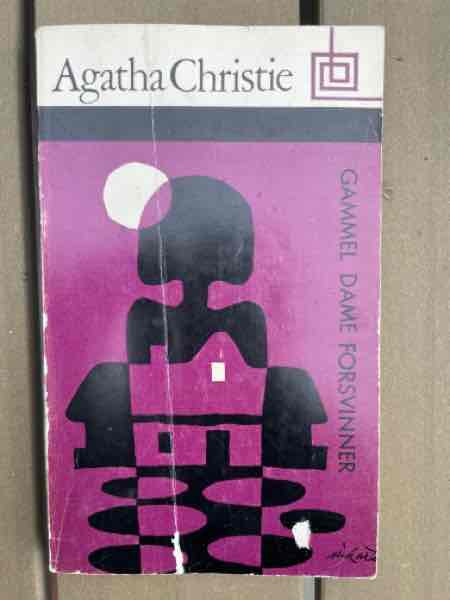 Agatha Christie
GAMMEL DAME FORSVINNER